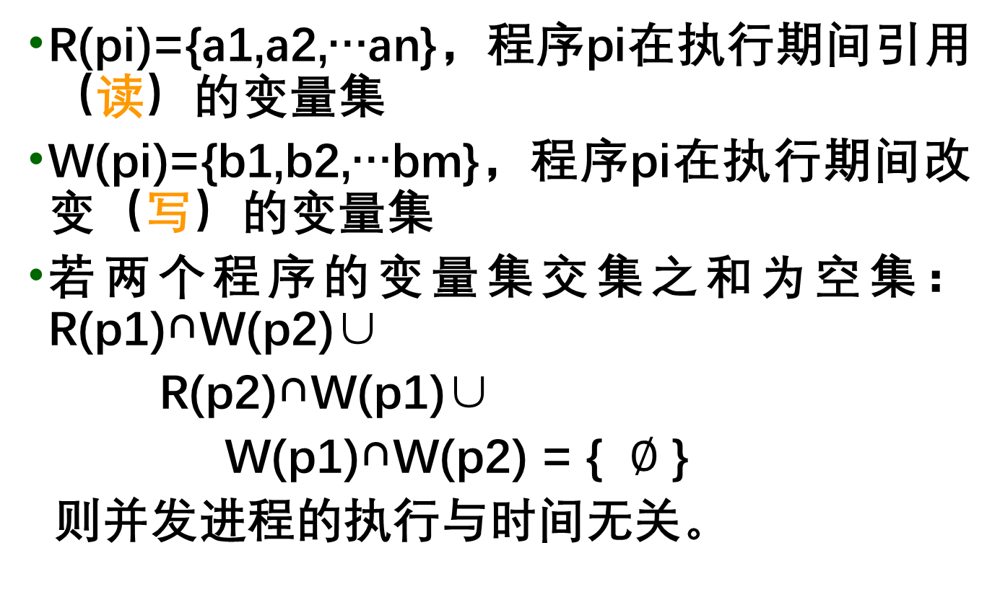 •R(pi)={a1,a2,…an}，程序pi在执行期间引用
（读）的变量集
•W(pi)={b1,b2,…bm}，程序pi在执行期间改
变（写）的变量集
•若两个程序的变量集交集之和为空集：
R(p1)∩W(p2)∪
R(p2)∩W(p1)∪
W(p1)∩W(p2) = { ∅ }
则并发进程的执行与时间无关。